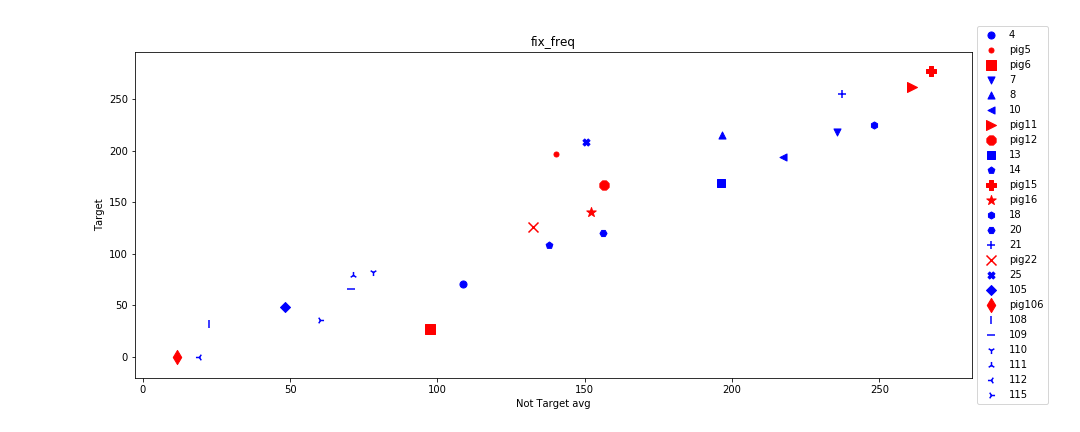 fix_freq
Target
250
200
150
100
50
0
0 50 100 150 200 250
Not Target avg
4
pig5
pig6
7
8
10
pig11
pig12
13
14
pig15
pig16
18
20
21
pig22
25
105
pig106
108
109
110
111
112
115